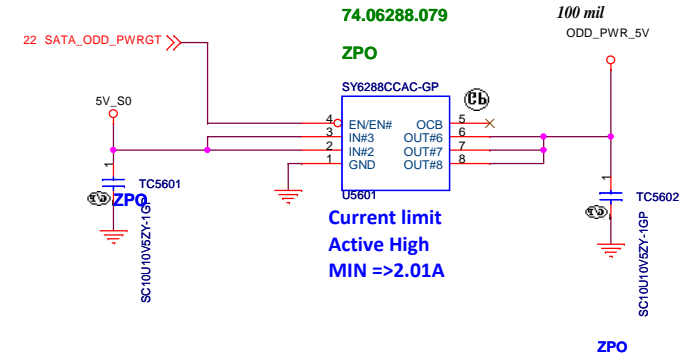 74.06288.079
100 mil
22 SATA_ODD_PWRGT
ODD_PWR_5V
ZPO
SY6288CCAC-GP
5V_S0
4 EN/EN# OCB 5
3 IN#3 OUT#6 6
2 IN#2 OUT#7 7
1 GND OUT#8 8
U5601
1
TC5601
ZPO
SC10U10V5ZY-1GP
Current limit
Active High
MIN =>2.01A
1
TC5602
SC10U10V5ZY-1GP
ZPO